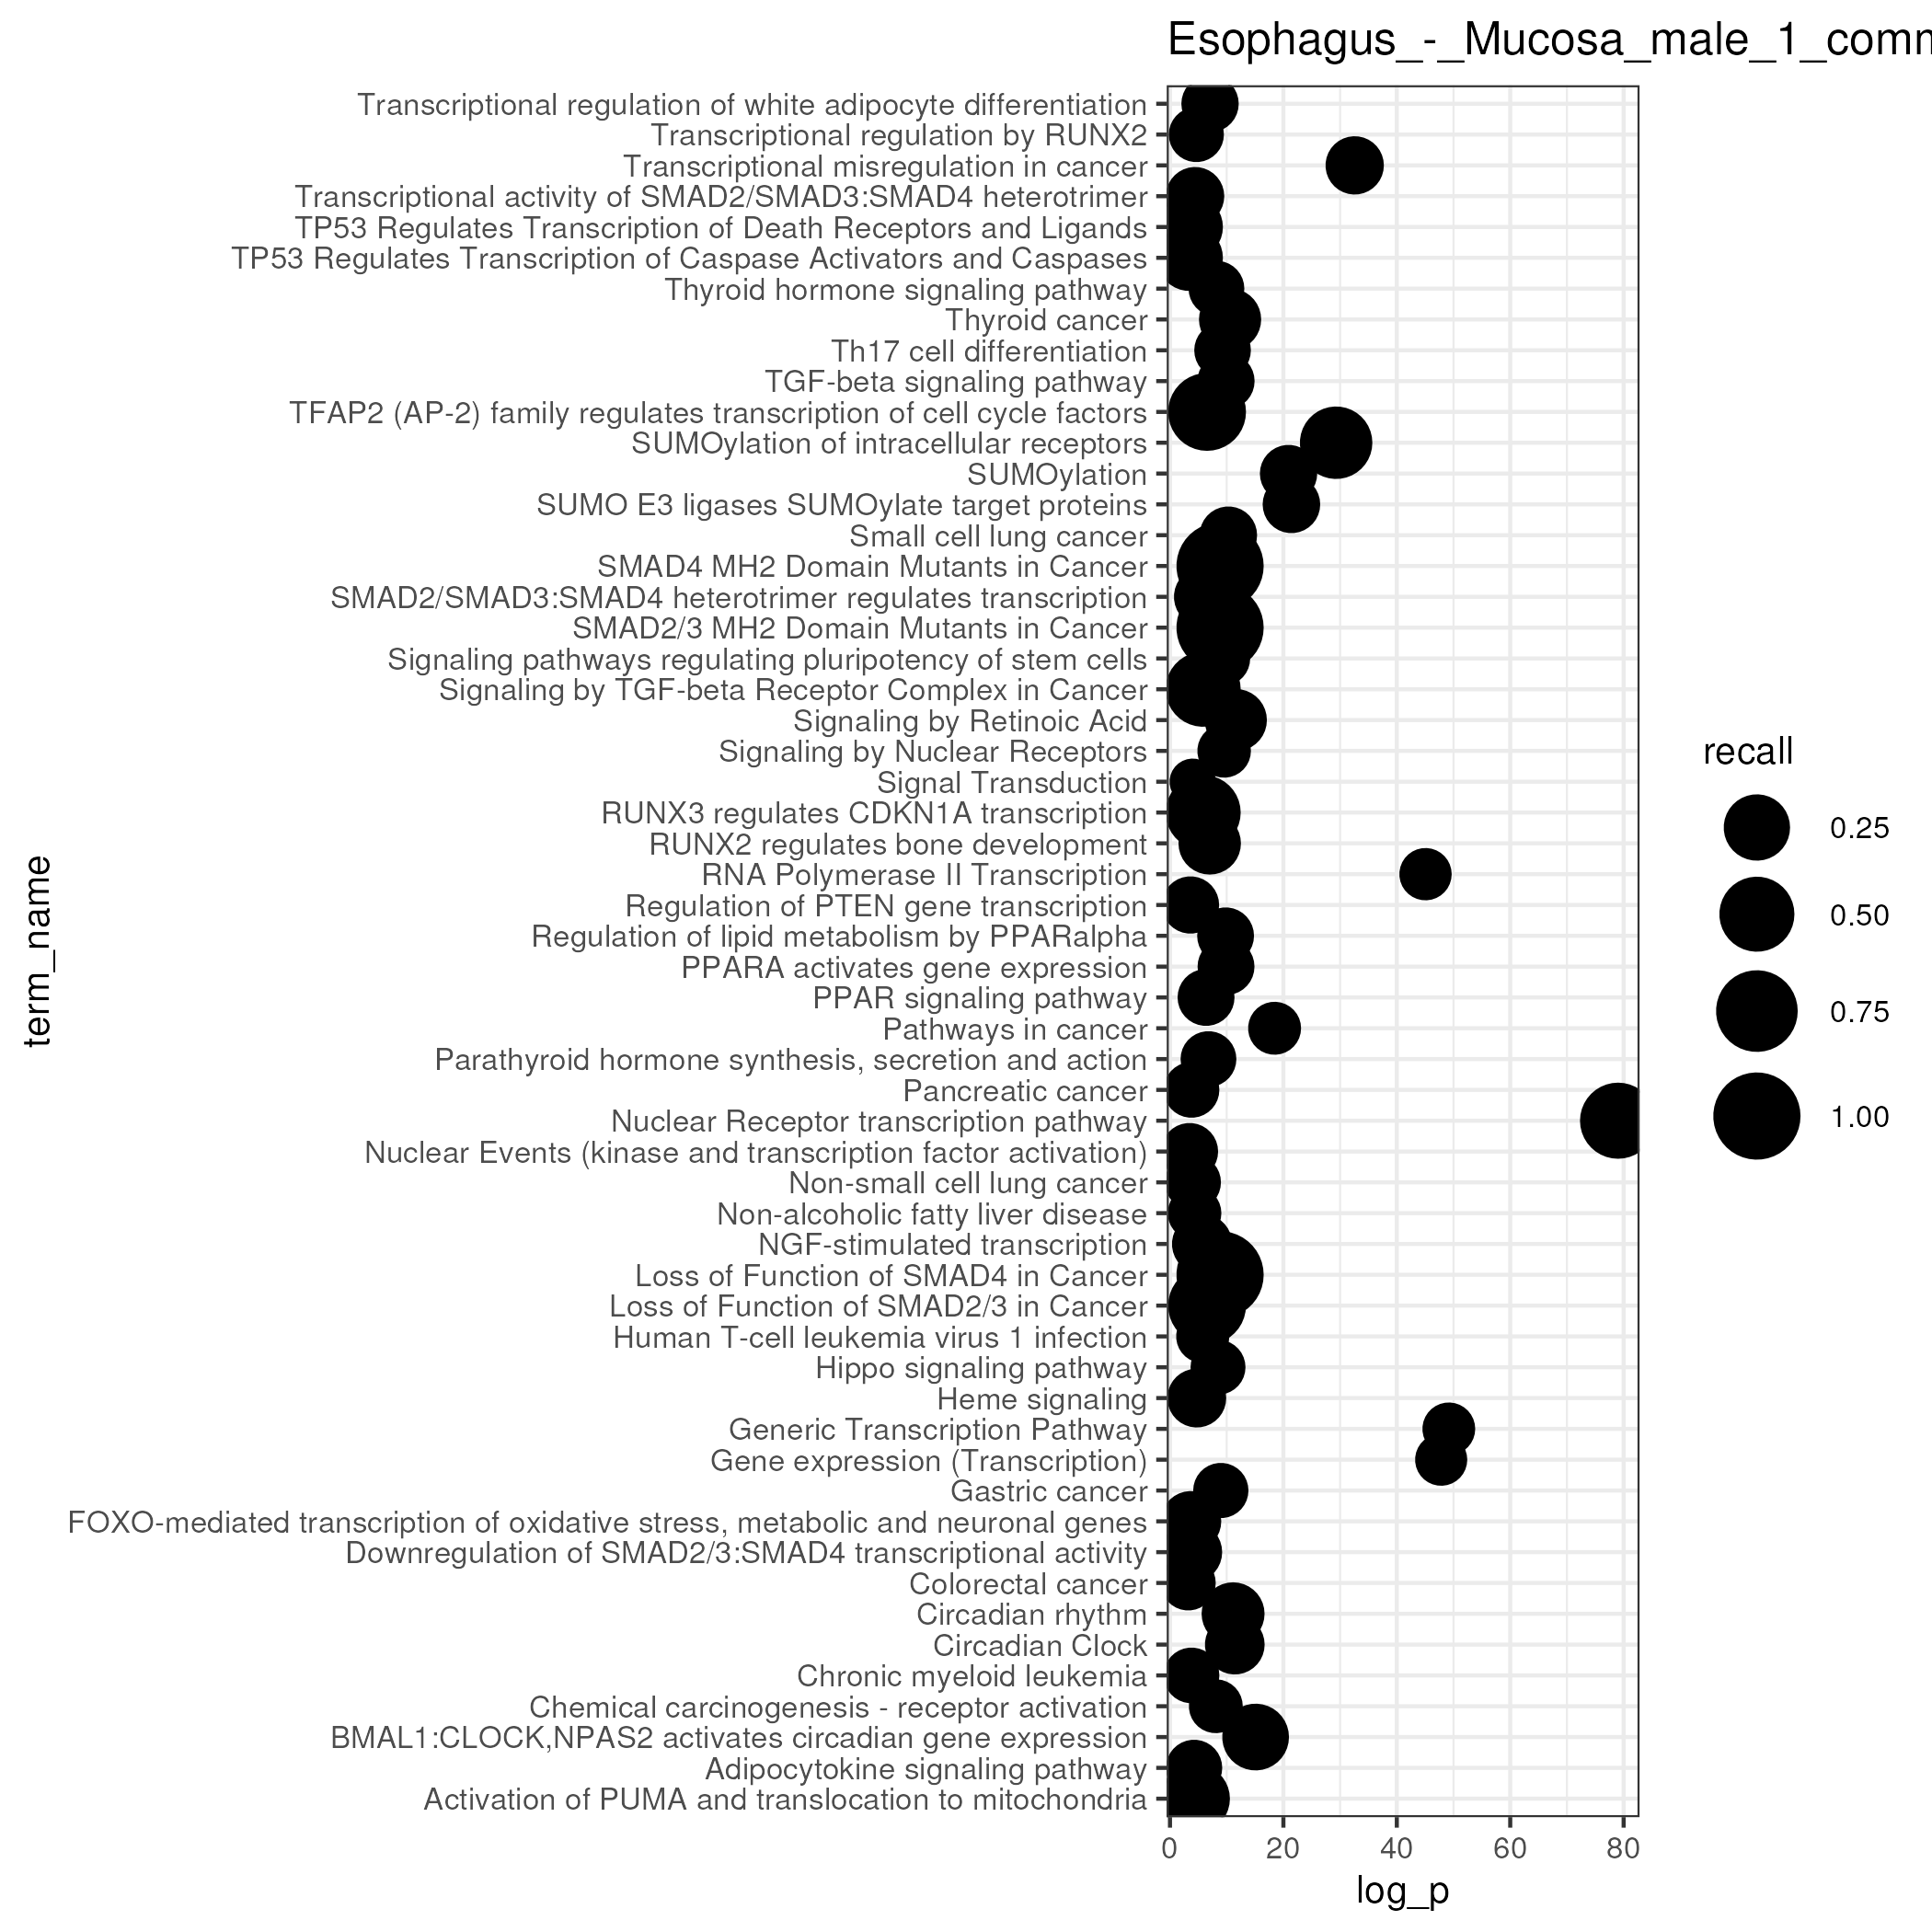 Esophagus_-_Mucosa_male_1_comm
Transcriptional regulation of white adipocyte differentiation
Transcriptional regulation by RUNX2
Transcriptional misregulation in cancer
Transcriptional activity of SMAD2/SMAD3:SMAD4 heterotrimer
TP53 Regulates Transcription of Death Receptors and Ligands
TP53 Regulates Transcription of Caspase Activators and Caspases
Thyroid hormone signaling pathway
Thyroid cancer
Th17 cell differentiation
TGF-beta signaling pathway
TFAP2 (AP-2) family regulates transcription of cell cycle factors
SUMOylation of intracellular receptors
SUMOylation
SUMO E3 ligases SUMOylate target proteins
Small cell lung cancer
SMAD4 MH2 Domain Mutants in Cancer
SMAD2/SMAD3:SMAD4 heterotrimer regulates transcription
SMAD2/3 MH2 Domain Mutants in Cancer
Signaling pathways regulating pluripotency of stem cells
Signaling by TGF-beta Receptor Complex in Cancer
Signaling by Retinoic Acid
Signaling by Nuclear Receptors
Signal Transduction
RUNX3 regulates CDKN1A transcription
RUNX2 regulates bone development
RNA Polymerase II Transcription
Regulation of PTEN gene transcription
Regulation of lipid metabolism by PPARalpha
PPARA activates gene expression
PPAR signaling pathway
Pathways in cancer
Parathyroid hormone synthesis, secretion and action
Pancreatic cancer
Nuclear Receptor transcription pathway
Nuclear Events (kinase and transcription factor activation)
Non-small cell lung cancer
Non-alcoholic fatty liver disease
NGF-stimulated transcription
Loss of Function of SMAD4 in Cancer
Loss of Function of SMAD2/3 in Cancer
Human T-cell leukemia virus 1 infection
Hippo signaling pathway
Heme signaling
Generic Transcription Pathway
Gene expression (Transcription)
Gastric cancer
FOXO-mediated transcription of oxidative stress, metabolic and neuronal genes
Downregulation of SMAD2/3:SMAD4 transcriptional activity
Colorectal cancer
Circadian rhythm
Circadian Clock
Chronic myeloid leukemia
Chemical carcinogenesis - receptor activation
BMAL1:CLOCK,NPAS2 activates circadian gene expression
Adipocytokine signaling pathway
Activation of PUMA and translocation to mitochondria
term_name
0 20 40 60 80
log_p
recall
0.25
0.50
0.75
1.00